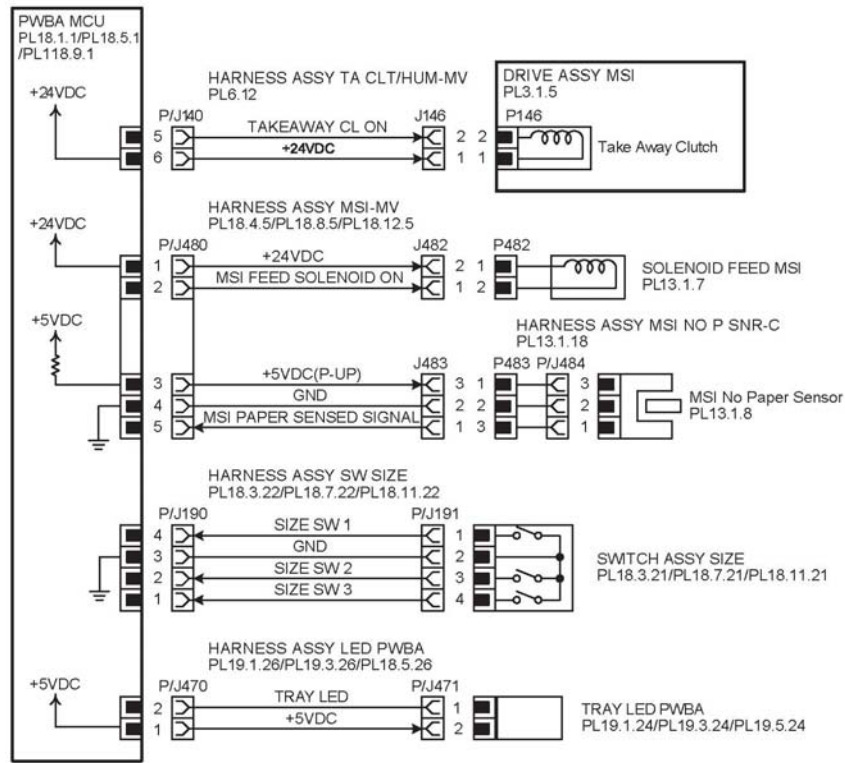 PWBA MCU
PL18.1.1/PL18.5.1
/PL118.9.1
+24VDC
HARNESS ASSY TA CLT/HUM-MV
PL6.12
DRIVE ASSY MSI
PL3.1.5
P/J140
J146
P146
5
TAKEAWAY CL ON
2
2
6
+24VDC
1
1
Take Away Clutch
+24VDC
HARNESS ASSY MSI-MV
PL18.4.5/PL18.8.5/PL18.12.5
P/J480
J482
P482
1
+24VDC
2
1
2
MSI FEED SOLENOID ON
1
2
SOLENOID FEED MSI
PL13.1.7
+5VDC
HARNESS ASSY MSI NO P SNR-C
PL13.1.18
J483
P483
P/J484
3
+5VDC(P-UP)
3
1
3
4
GND
2
2
2
5
MSI PAPER SENSED SIGNAL
1
3
1
MSI No Paper Sensor
PL13.1.8
HARNESS ASSY SW SIZE
PL18.3.22/PL18.7.22/PL18.11.22
P/J190
P/J191
4
SIZE SW 1
1
3
GND
2
2
SIZE SW 2
3
1
SIZE SW 3
4
SWITCH ASSY SIZE
PL18.3.21/PL18.7.21/PL18.11.21
HARNESS ASSY LED PWBA
PL19.1.26/PL19.3.26/PL18.5.26
+5VDC
P/J470
P/J471
2
TRAY LED
1
1
+5VDC
2
TRAY LED PWBA
PL19.1.24/PL19.3.24/PL19.5.24